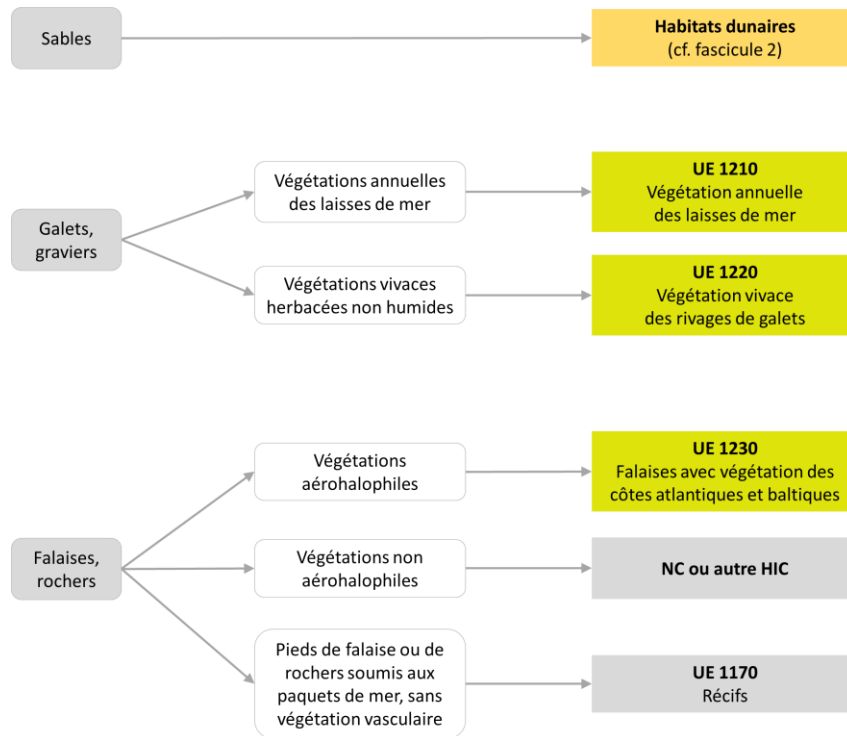 Sables
Habitats dunaires
(cf. fascicule 2)
Galets,
graviers
Végétations annuelles
des laisses de mer
UE 1210
Végétation annuelle
des laisses de mer
Végétations vivaces
herbacées non humides
UE 1220
Végétation vivace
des rivages de galets
Falaises,
rochers
Végétations
aérohalophiles
UE 1230
Falaises avec végétation des
côtes atlantiques et baltiques
Végétations non
aérohalophiles
NC ou autre HIC
Pieds de falaise ou de
rochers soumis aux
paquets de mer, sans
végétation vasculaire
UE 1170
Récifs